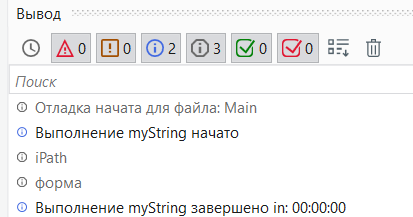 Вывод
0 0 2 3 0 0
Поиск
Отладка начата для файла: Main
Выполнение myString начато
iPath
форма
Выполнение myString завершено in: 00:00:00